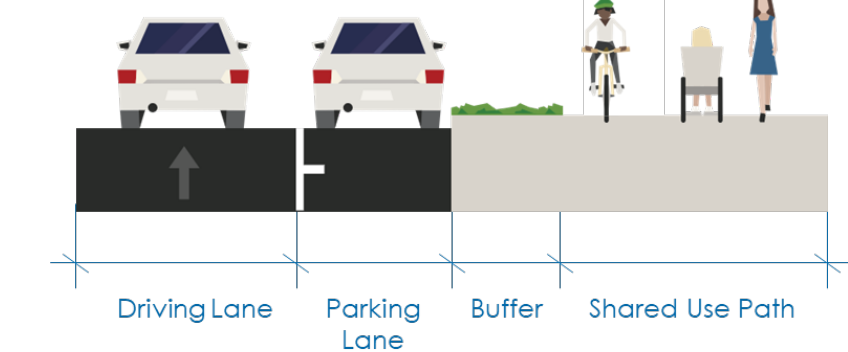 Driving Lane
Parking
Lane
Buffer
Shared Use Path